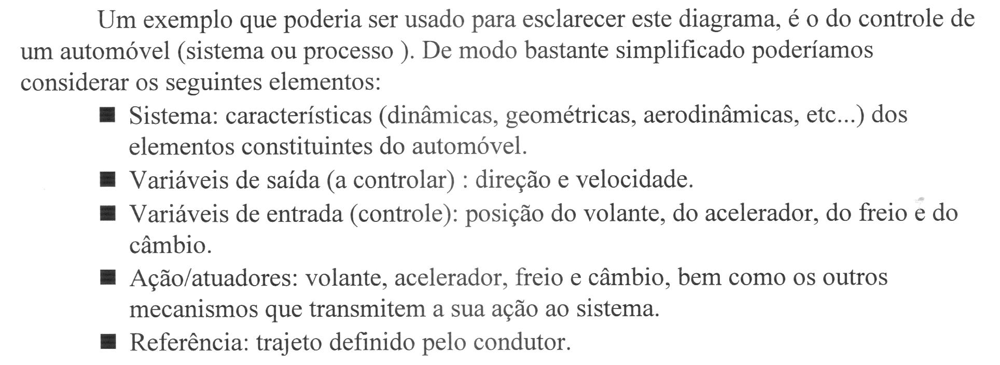 Um exemplo que poderia ser usado para esclarecer este diagrama, é o do controle de
um automóvel (sistema ou processo ). De modo bastante simplificado poderíamos
considerar os seguintes elementos:
■ Sistema: características (dinâmicas, geométricas, aerodinâmicas, etc...) dos
elementos constituintes do automóvel.
■ Variáveis de saída (a controlar) : direção e velocidade.
■ Variáveis de entrada (controle): posição do volante, do acelerador, do freio e do
câmbio.
■ Ação/atuadores: volante, acelerador, freio e câmbio, bem como os outros
mecanismos que transmitem a sua ação ao sistema.
■ Referência: trajeto definido pelo condutor.